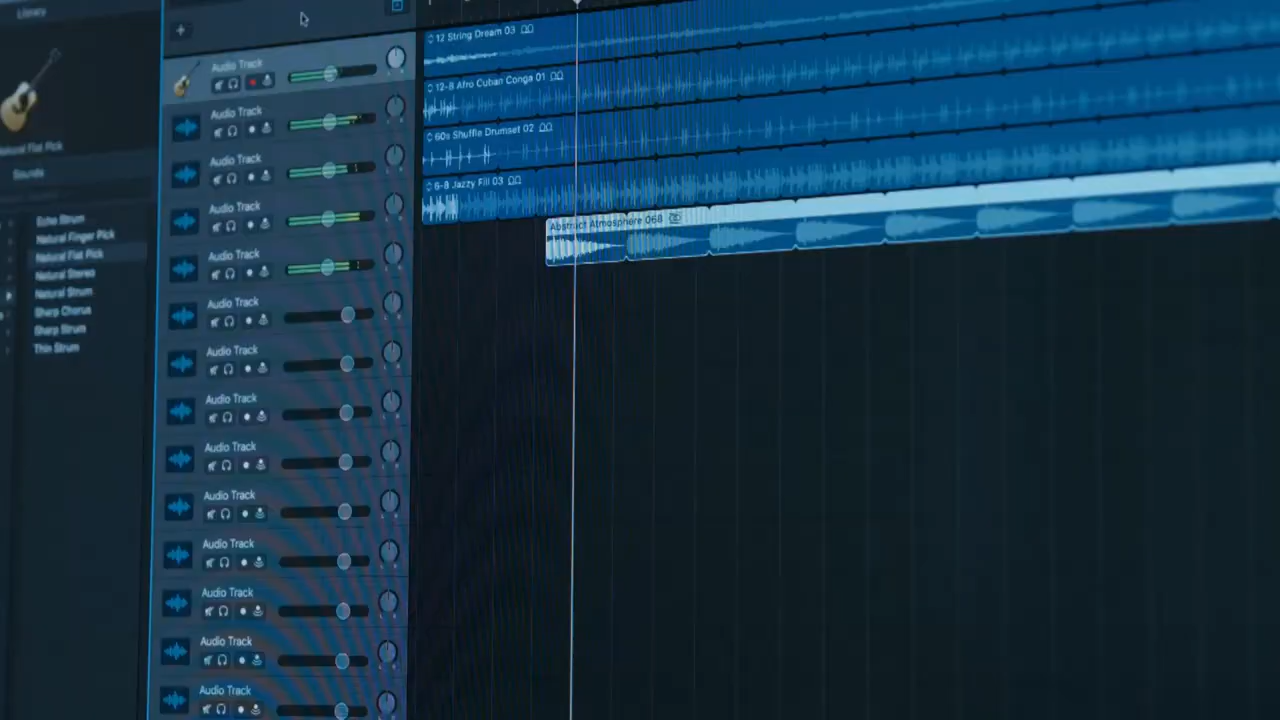 Library
Natural Flat Pick
Sounds
Echo Strum
Natural Finger Pick
Natural Flat Pick
Natural Stereo
Natural Strum
Sharp Chorus
Sharp Strum
Thin Strum
Audio Track
Audio Track
Audio Track
Audio Track
Audio Track
Audio Track
Audio Track
Audio Track
Audio Track
Audio Track
Audio Track
Audio Track
Audio Track
Audio Track
12 String Dream 03
12-8 Afro Cuban Conga 01
60s Shuffle Drumset 02
6-8 Jazzy Fill 03
Abstract Atmosphere 068